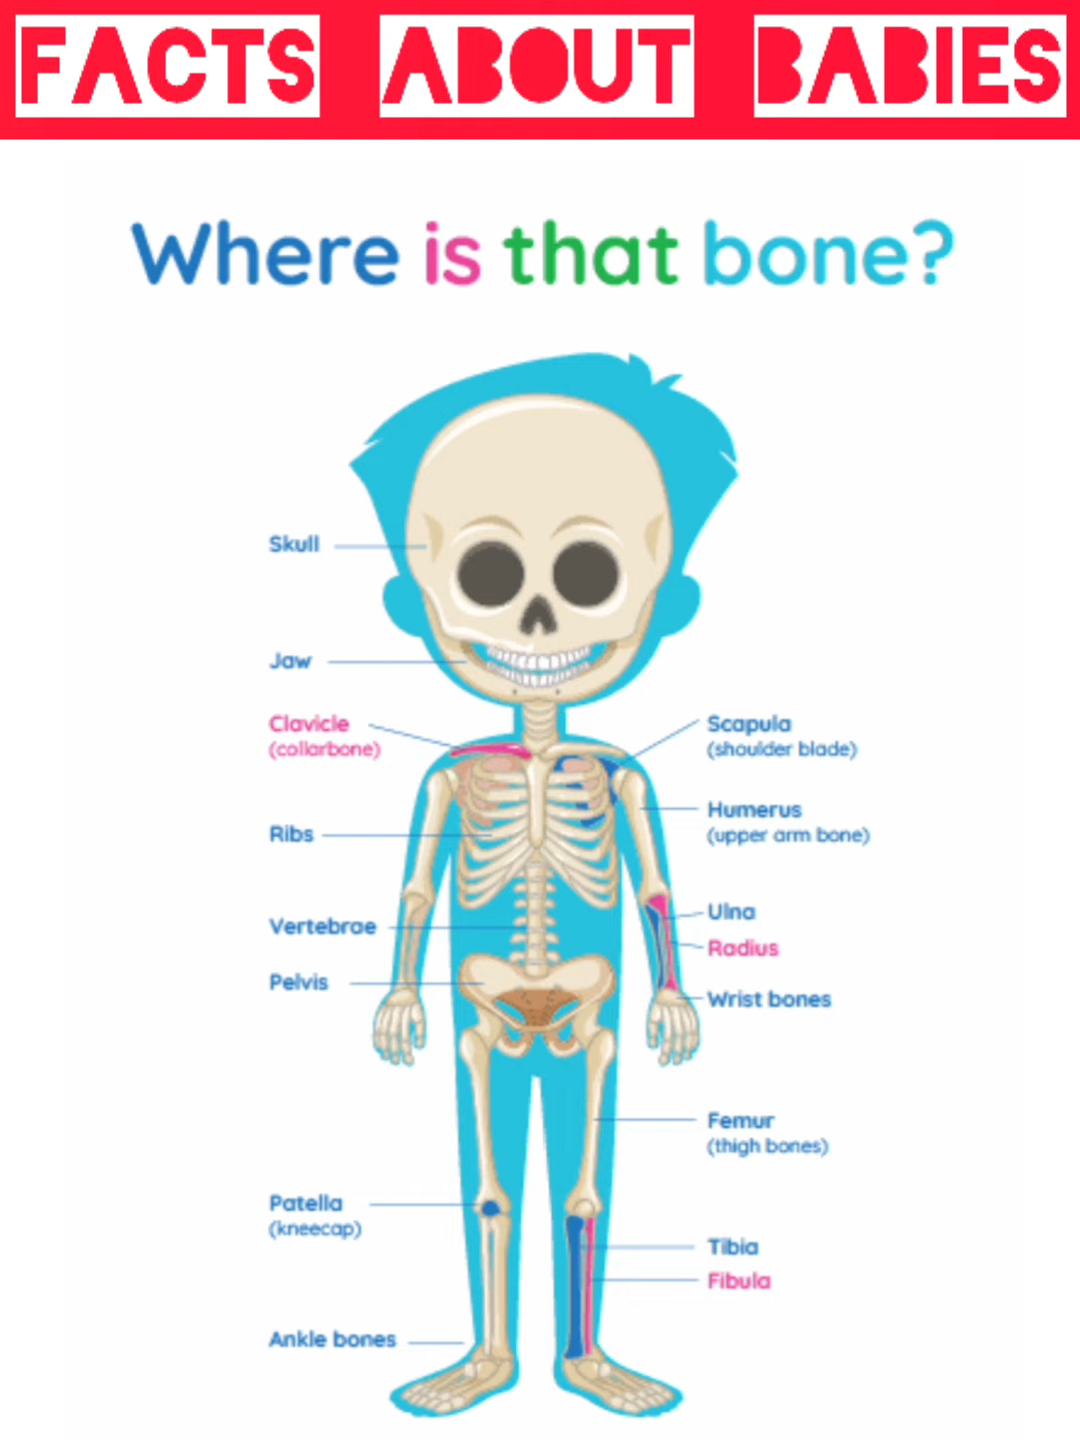 FACTS ABOUT BABIES
Where is that bone?
Skull
Jaw
Clavicle
(collarbone)
Ribs
Vertebrae
Pelvis
Patella
(kneecap)
Ankle bones
Scapula
(shoulder blade)
Humerus
(upper arm bone)
Ulna
Radius
Wrist bones
Femur
(thigh bones)
Tibia
Fibula